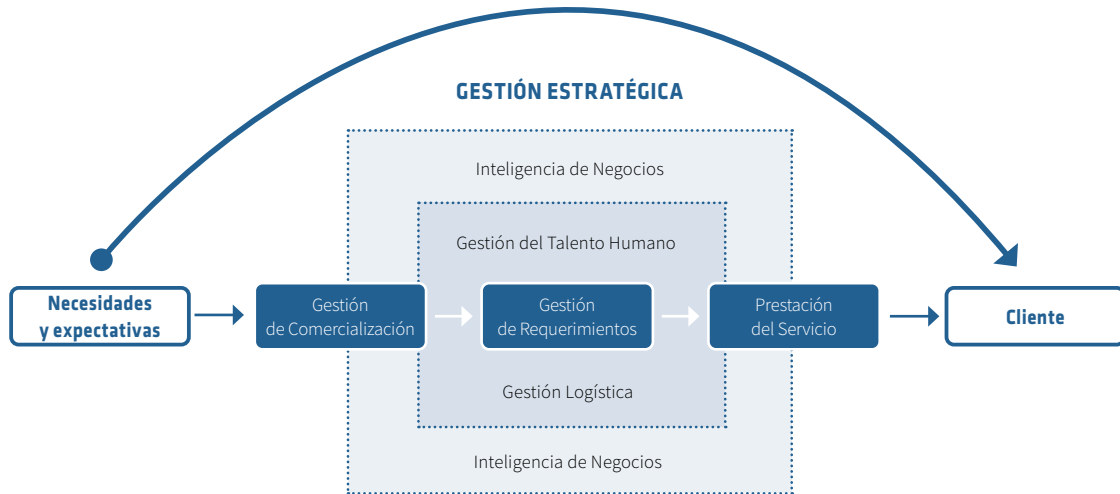 GESTIÓN ESTRATÉGICA
Inteligencia de Negocios
Gestión del Talento Humano
Necesidades
y expectativas
Gestión
de Comercialización
Gestión
de Requerimientos
Prestación
del Servicio
Cliente
Gestión Logística
Inteligencia de Negocios